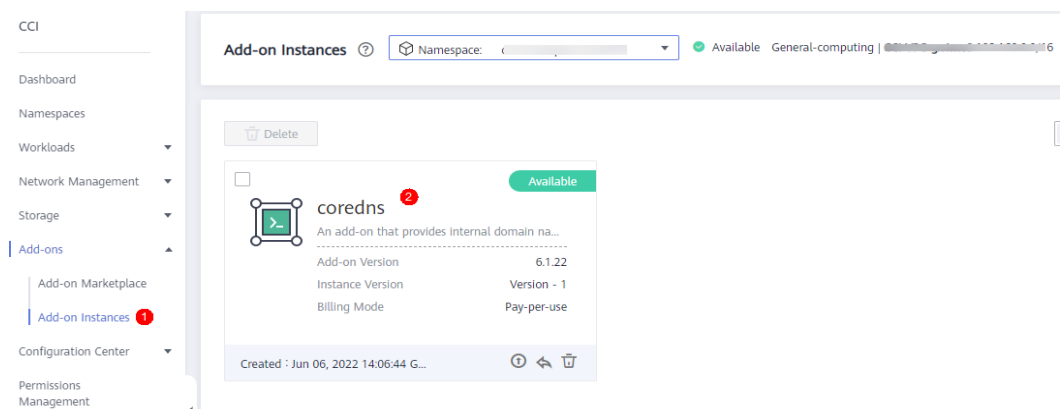 CCI
Dashboard
Namespaces
Workloads
Network Management
Storage
Add-ons
Add-on Marketplace
Add-on Instances 1
Configuration Center
Permissions
Management
Add-on Instances ? Namespace: Available General-computing |
Delete
Available
coredns 2
An add-on that provides internal domain na...
Add-on Version 6.1.22
Instance Version Version - 1
Billing Mode Pay-per-use
Created : Jun 06, 2022 14:06:44 G...